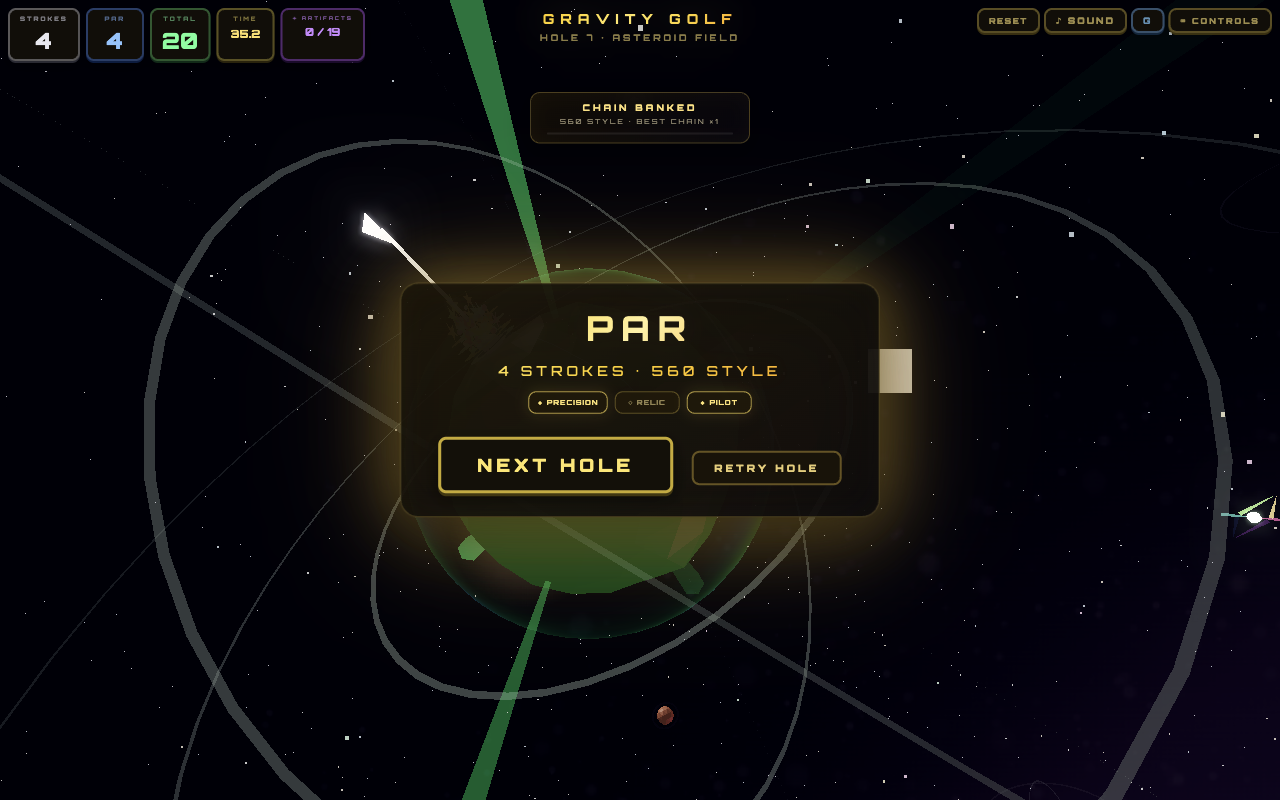 STROKES
4
PAR
4
TOTAL
20
TIME
35.2
✦ ARTIFACTS
0 / 19
GRAVITY GOLF
HOLE 7 · ASTEROID FIELD
RESET
♪ SOUND
G
≡ CONTROLS
CHAIN BANKED
560 STYLE · BEST CHAIN ×1
PAR
4 STROKES · 560 STYLE
◆ PRECISION
◇ RELIC
◆ PILOT
NEXT HOLE
RETRY HOLE